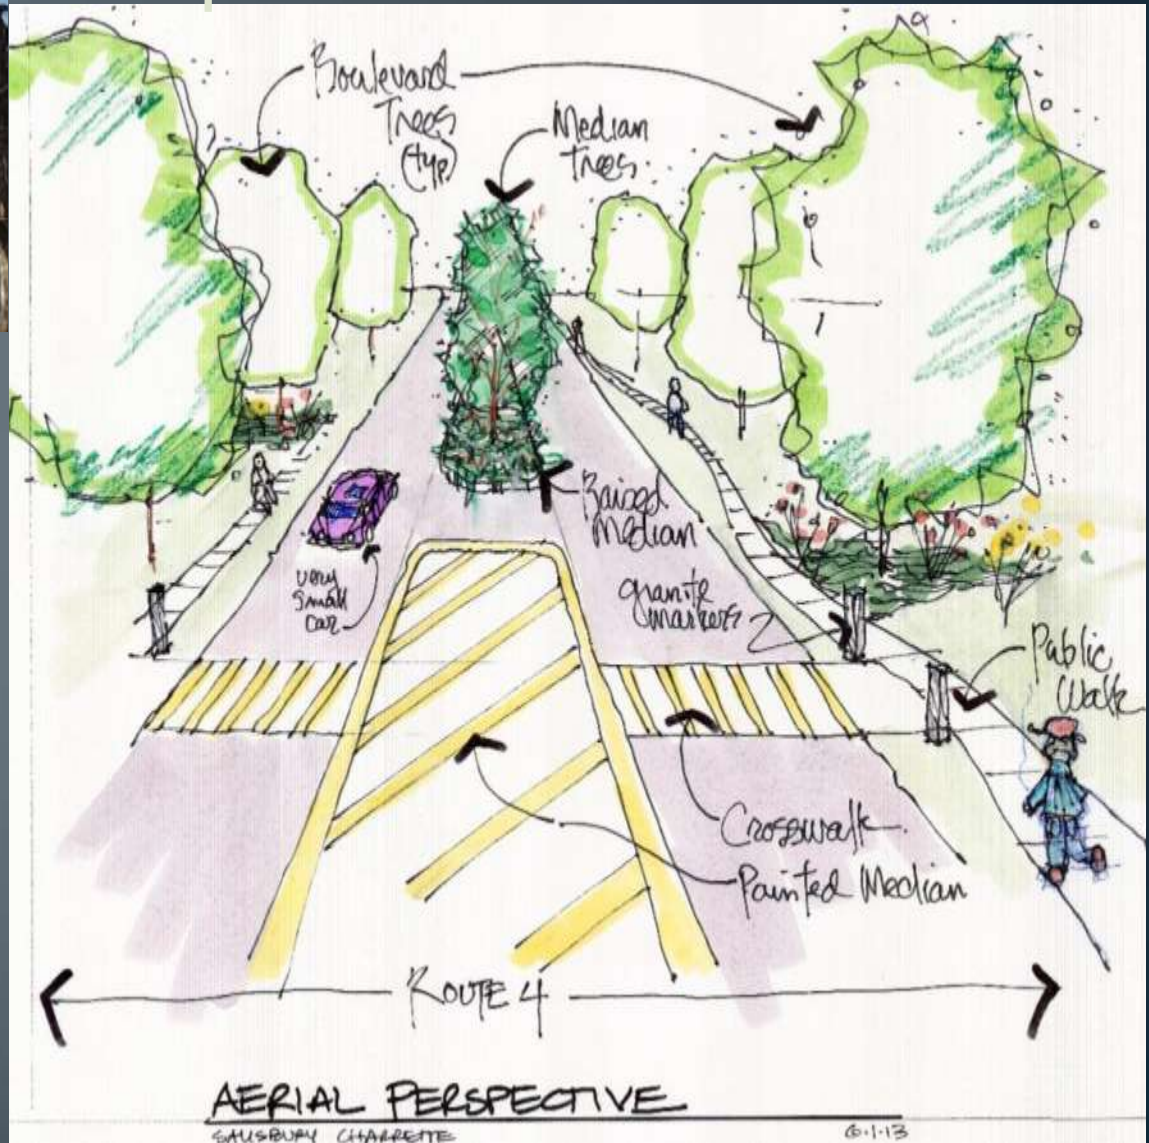 Boulevard
Trees
(typ)
Median
Trees
Raised
Median
very
small
car
granite
markers
Public
Walk
Crosswalk
Painted Median
ROUTE 4
AERIAL PERSPECTIVE
SALISBURY CHARRETTE
6.1.13